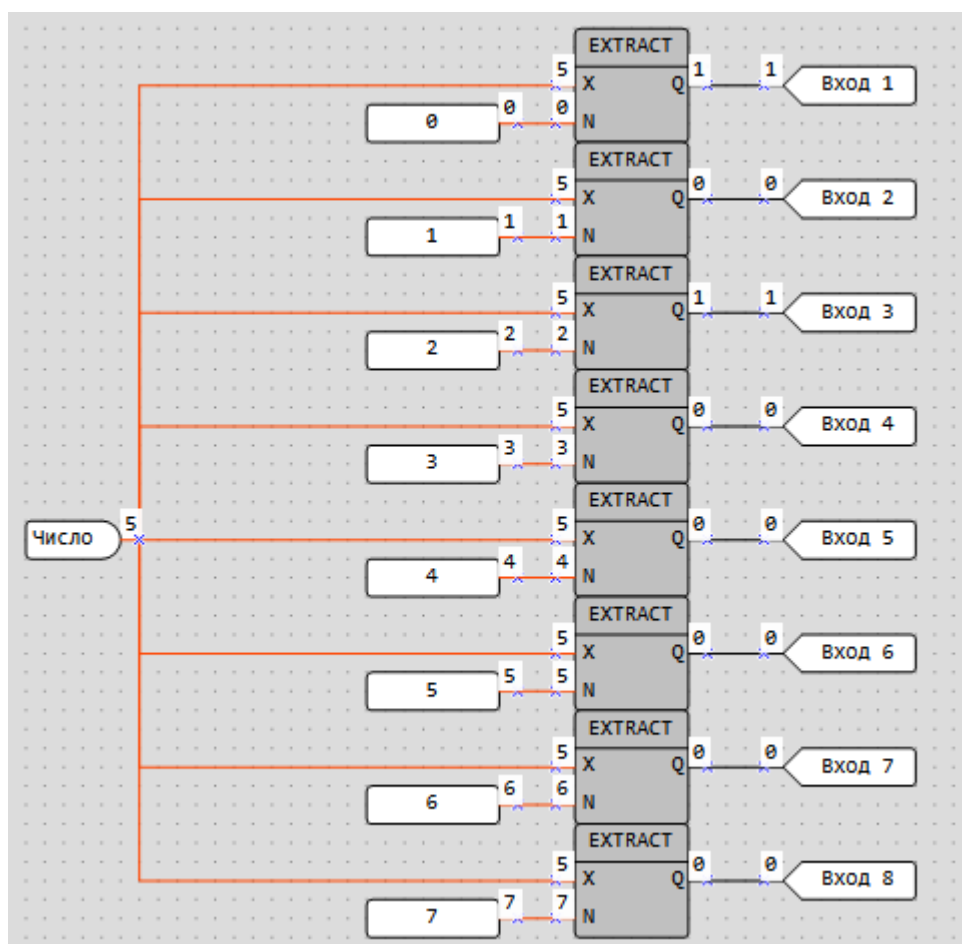 EXTRACT
5 X Q 1 1 Вход 1
0 0 0 N
EXTRACT
5 X Q 0 0 Вход 2
1 1 1 N
EXTRACT
5 X Q 1 1 Вход 3
2 2 2 N
EXTRACT
5 X Q 0 0 Вход 4
3 3 3 N
EXTRACT
Число 5 5 X Q 0 0 Вход 5
4 4 4 N
EXTRACT
5 X Q 0 0 Вход 6
5 5 5 N
EXTRACT
5 X Q 0 0 Вход 7
6 6 6 N
EXTRACT
5 X Q 0 0 Вход 8
7 7 7 N